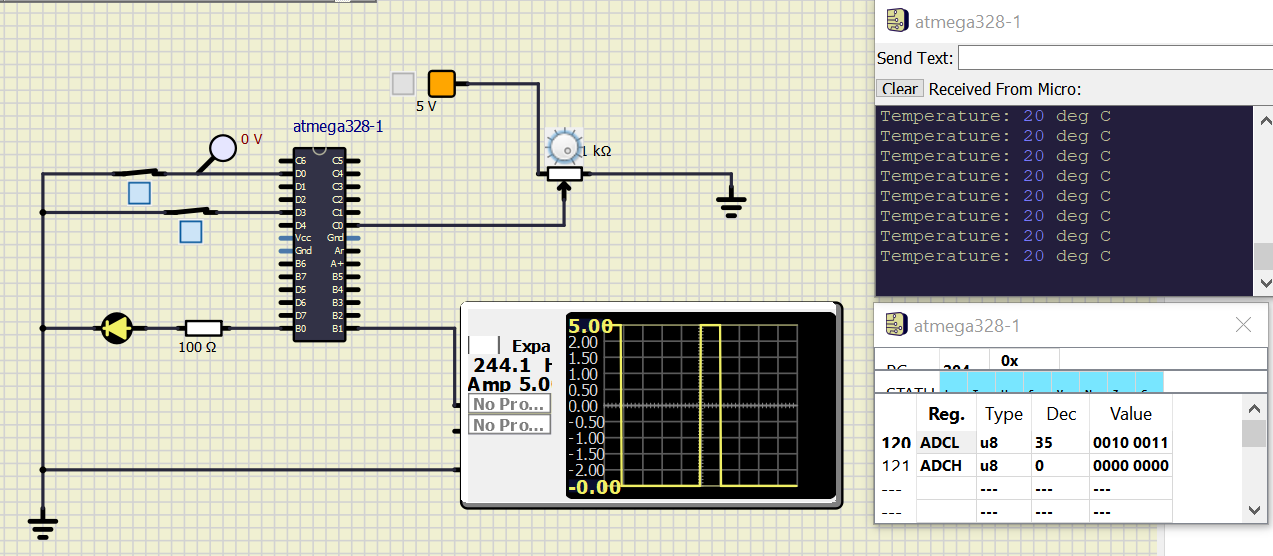 atmega328-1
Send Text:
Clear Received From Micro:
Temperature: 20 deg C
Temperature: 20 deg C
Temperature: 20 deg C
Temperature: 20 deg C
Temperature: 20 deg C
Temperature: 20 deg C
Temperature: 20 deg C
Temperature: 20 deg C
5 V
atmega328-1
0 V
1 kΩ
C6 C5
D0 C4
D1 C3
D2 C2
D3 C1
D4 C0
Vcc Gnd
Gnd Ar
B6 A+
B7 B5
D5 B4
D6 B3
D7 B2
B0 B1
100 Ω
Expa
244.1 H
Amp 5.0
No Pro...
No Pro...
5.00
2.00
1.50
1.00
0.50
0.00
-0.50
-1.00
-1.50
-2.00
-0.00
atmega328-1
0x
Reg. Type Dec Value
120 ADCL u8 35 0010 0011
121 ADCH u8 0 0000 0000
--- --- --- ---
--- --- --- ---